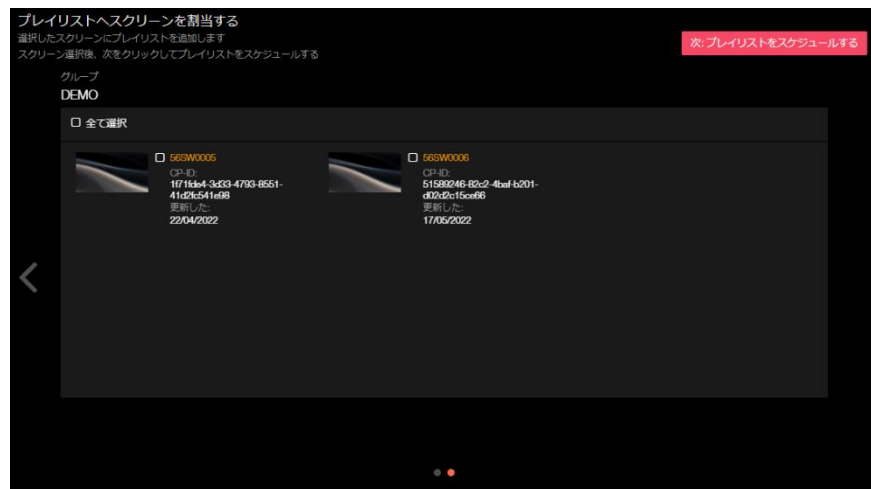 プレイリストへスクリーンを割当する
選択したスクリーンにプレイリストを追加します
スクリーン選択後、次をクリックしてプレイリストをスケジュールする
次: プレイリストをスケジュールする
グループ
DEMO
全て選択
56SW0005
CP-ID:
1f71fde4-3d33-4793-8551-
41d2fc541e98
更新した:
22/04/2022
56SW0006
CP-ID:
51589246-82c2-4baf-b201-
d02d2c15ce66
更新した:
17/05/2022